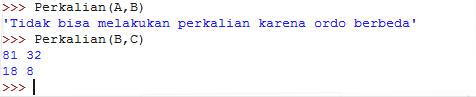 >>> Perkalian(A,B)
'Tidak bisa melakukan perkalian karena ordo berbeda'
>>> Perkalian(B,C)
81 32
18 8
>>>